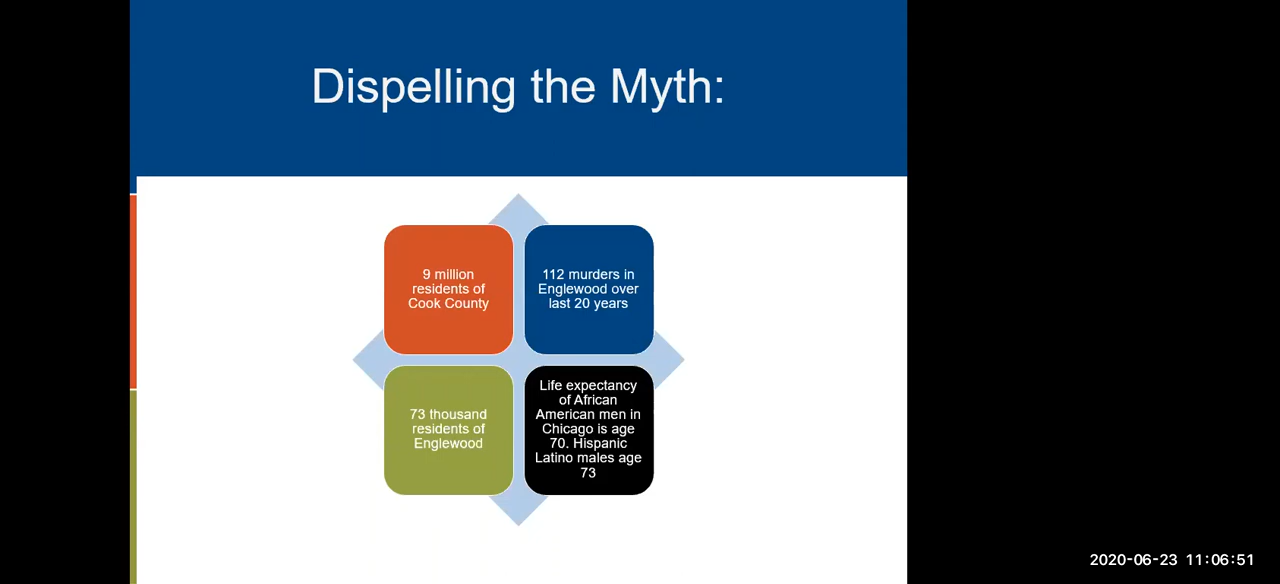 Dispelling the Myth:
9 million
residents of
Cook County
112 murders in
Englewood over
last 20 years
73 thousand
residents of
Englewood
Life expectancy
of African
American men in
Chicago is age
70. Hispanic
Latino males age
73
2020-06-23 11:06:51